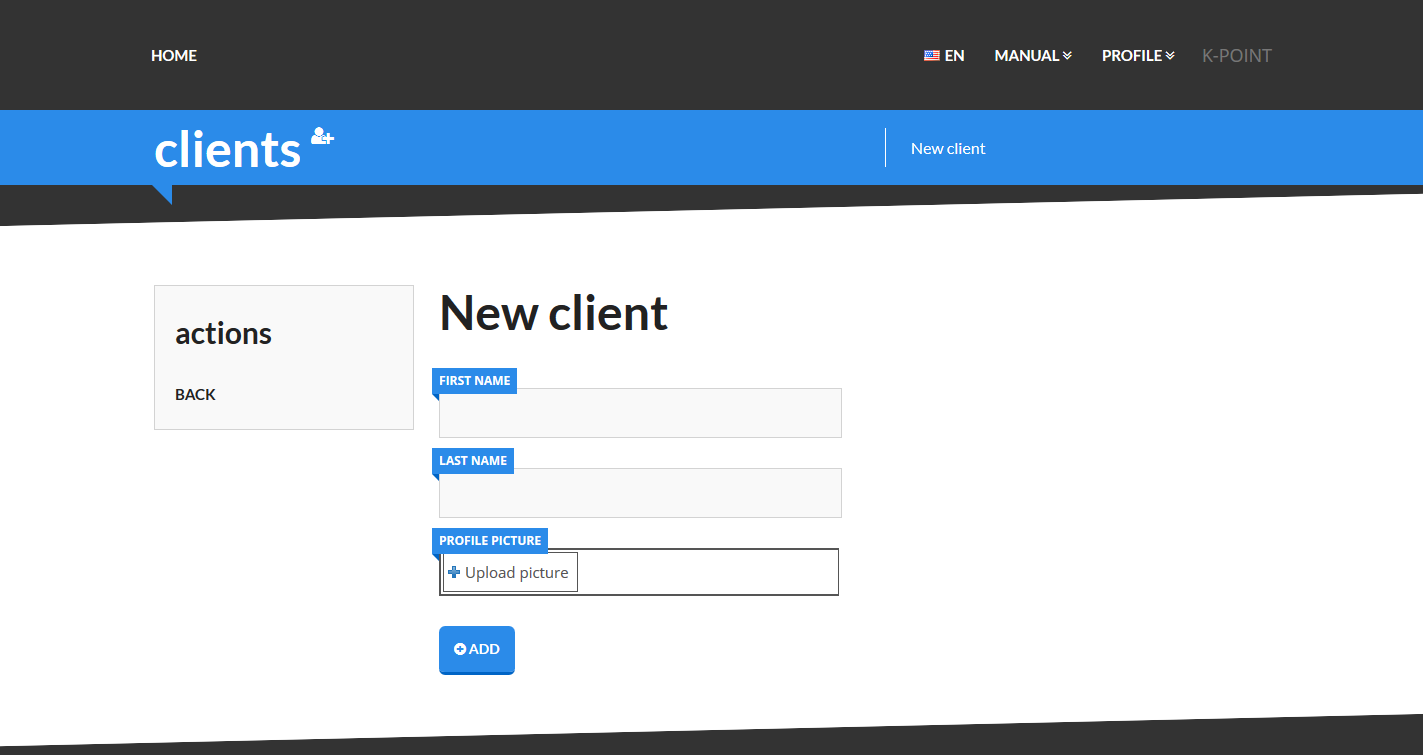 HOME
EN MANUAL PROFILE K-POINT
clients
New client
actions
BACK
New client
FIRST NAME
LAST NAME
PROFILE PICTURE
Upload picture
ADD